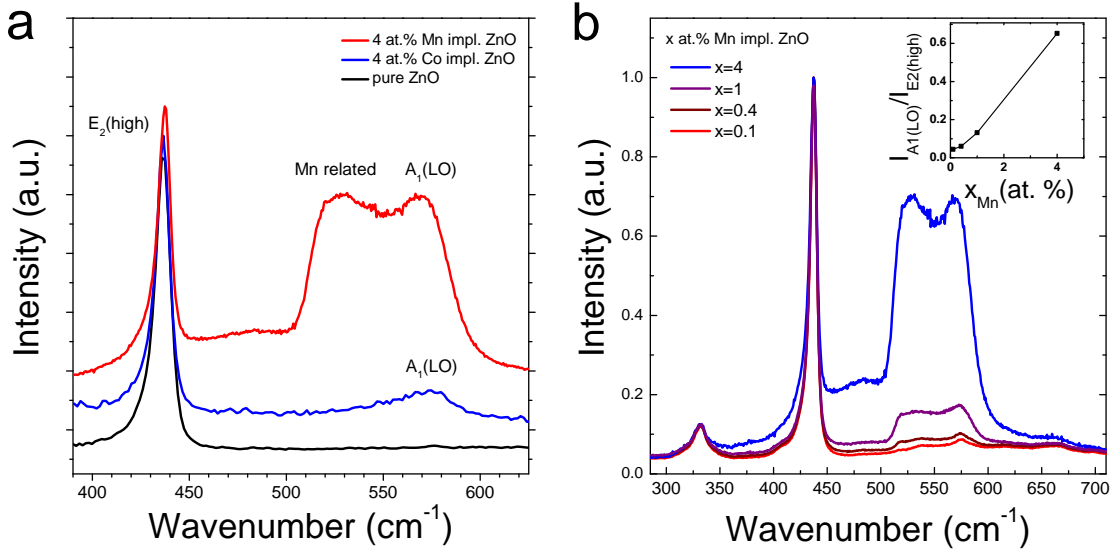 a
4 at.% Mn impl. ZnO
4 at.% Co impl. ZnO
pure ZnO
E₂(high)
Mn related
A₁(LO)
A₁(LO)
Intensity (a.u.)
400 450 500 550 600
Wavenumber (cm⁻¹)
b
x at.% Mn impl. ZnO
x=4
x=1
x=0.4
x=0.1
I_A1(LO)/I_E2(high)
0.6
0.4
0.2
0.0
0 2 4
x_Mn (at. %)
Intensity (a.u.)
1.0
0.8
0.6
0.4
0.2
0.0
300 350 400 450 500 550 600 650 700
Wavenumber (cm⁻¹)